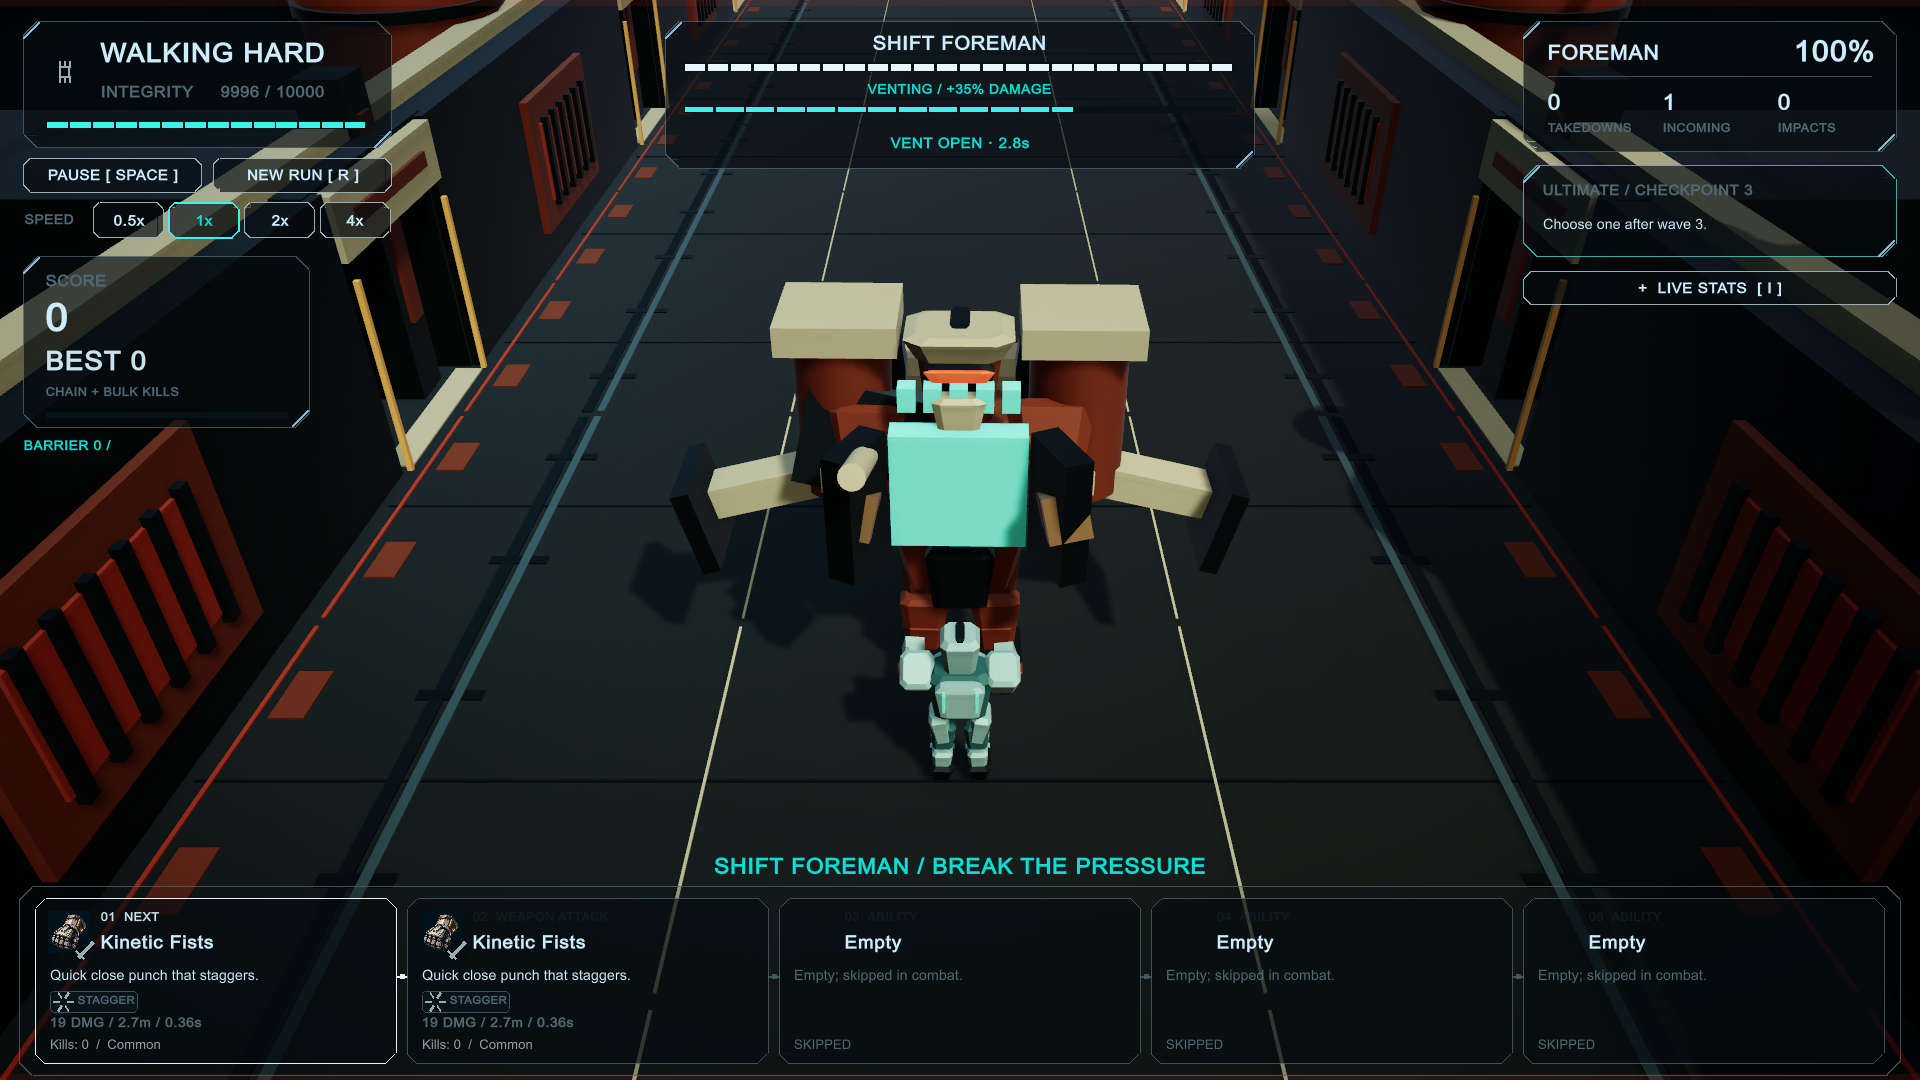 WALKING HARD
INTEGRITY 9996 / 10000
PAUSE [ SPACE ]
NEW RUN [ R ]
SPEED
0.5x
1x
2x
4x
SCORE
0
BEST 0
CHAIN + BULK KILLS
BARRIER 0 /
SHIFT FOREMAN
VENTING / +35% DAMAGE
VENT OPEN · 2.8s
FOREMAN 100%
0 1 0
TAKEDOWNS INCOMING IMPACTS
ULTIMATE / CHECKPOINT 3
Choose one after wave 3.
+ LIVE STATS [ I ]
SHIFT FOREMAN / BREAK THE PRESSURE
01 NEXT
Kinetic Fists
Quick close punch that staggers.
STAGGER
19 DMG / 2.7m / 0.36s
Kills: 0 / Common
02 WEAPON ATTACK
Kinetic Fists
Quick close punch that staggers.
STAGGER
19 DMG / 2.7m / 0.36s
Kills: 0 / Common
03 ABILITY
Empty
Empty; skipped in combat.
SKIPPED
04 ABILITY
Empty
Empty; skipped in combat.
SKIPPED
05 ABILITY
Empty
Empty; skipped in combat.
SKIPPED